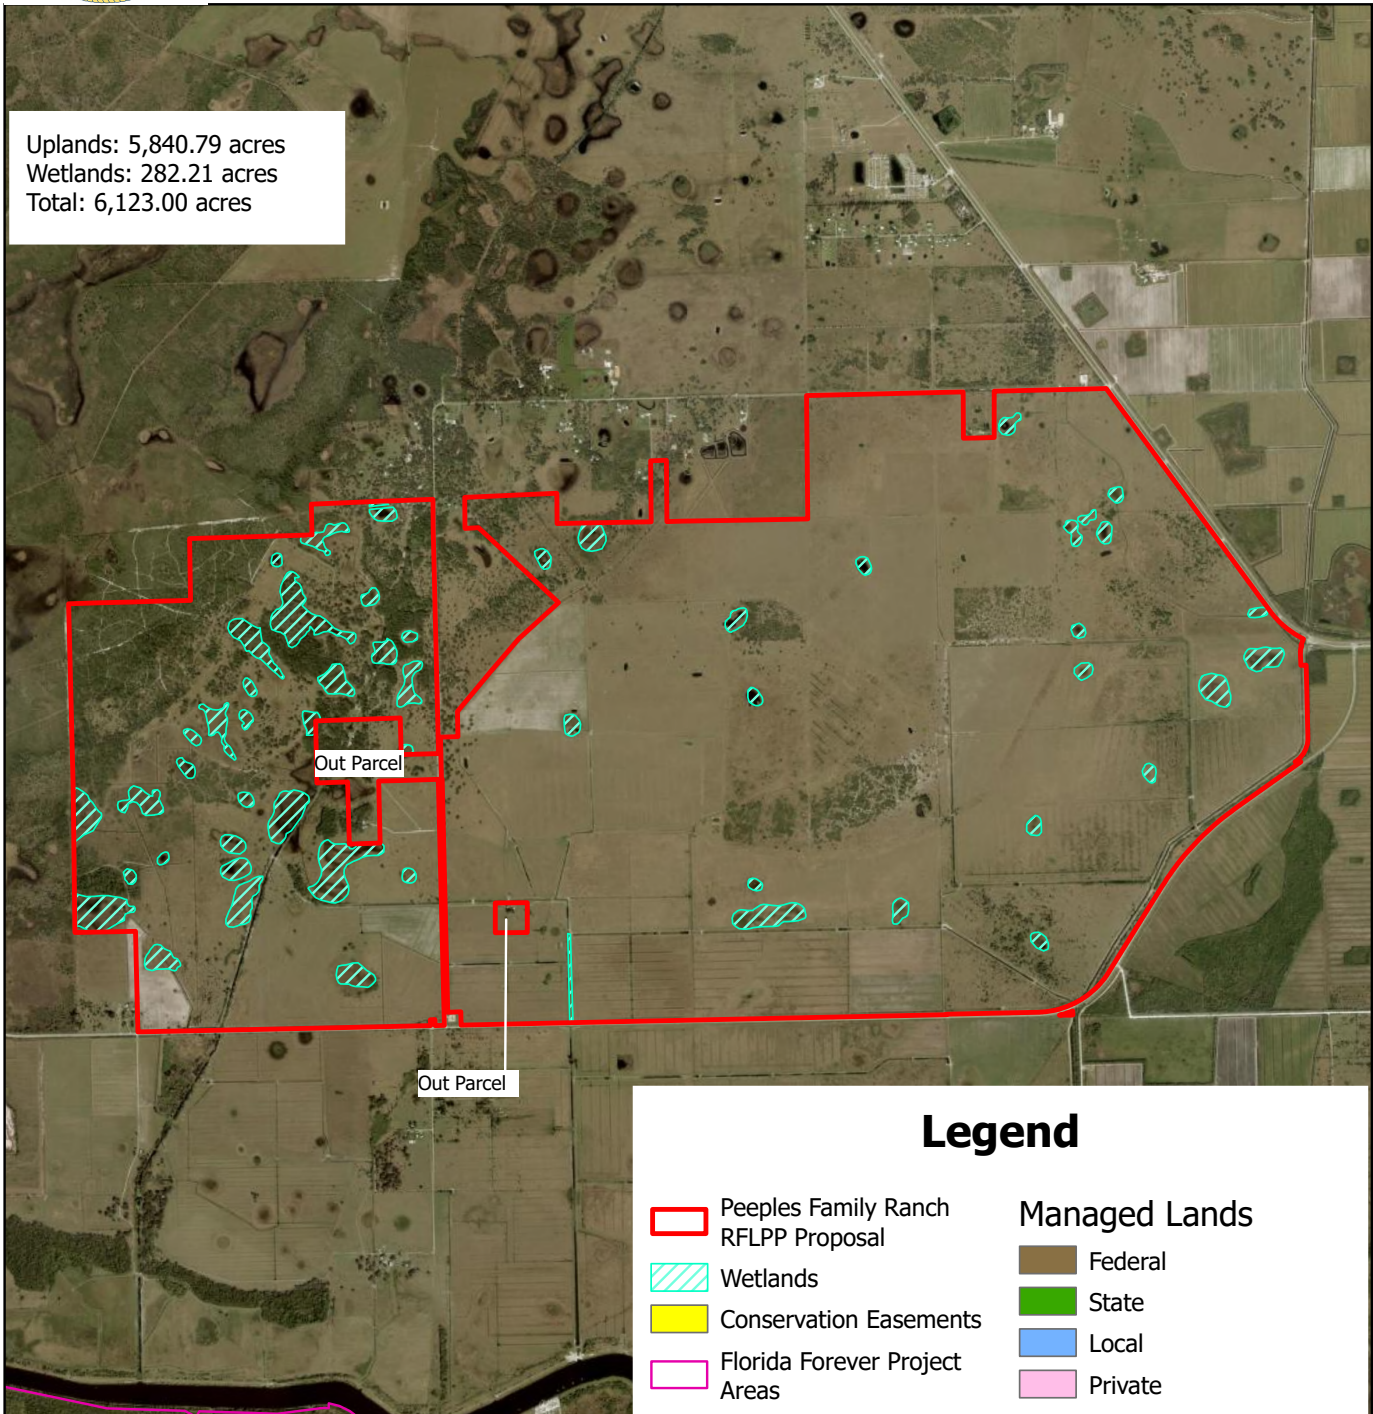 Uplands: 5,840.79 acres
Wetlands: 282.21 acres
Total: 6,123.00 acres
Out Parcel
Out Parcel
Legend
Peeples Family Ranch
RFLPP Proposal
Wetlands
Conservation Easements
Florida Forever Project
Areas
Managed Lands
Federal
State
Local
Private